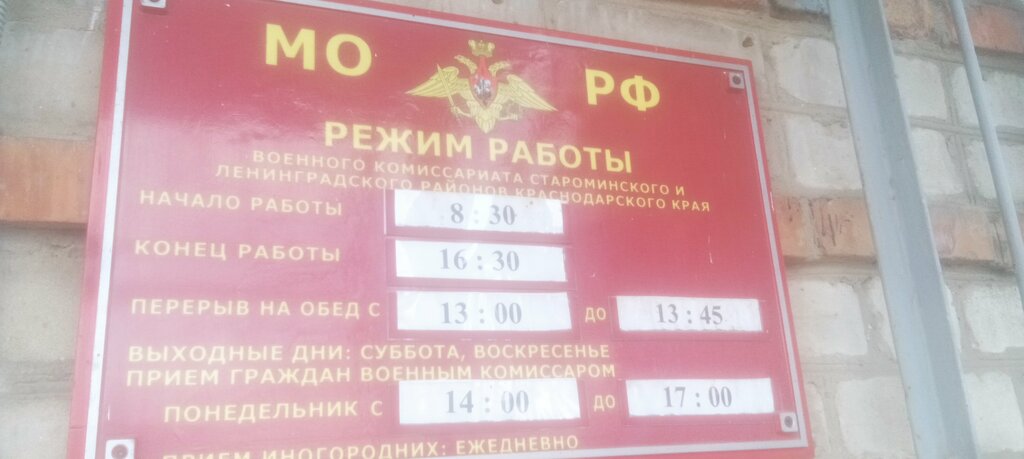 МО РФ
РЕЖИМ РАБОТЫ
ВОЕННОГО КОМИССАРИАТА СТАРОМИНСКОГО И
ЛЕНИНГРАДСКОГО РАЙОНОВ КРАСНОДАРСКОГО КРАЯ
НАЧАЛО РАБОТЫ 8 : 30
КОНЕЦ РАБОТЫ 16 : 30
ПЕРЕРЫВ НА ОБЕД С 13 : 00 ДО 13 : 45
ВЫХОДНЫЕ ДНИ: СУББОТА, ВОСКРЕСЕНЬЕ
ПРИЕМ ГРАЖДАН ВОЕННЫМ КОМИССАРОМ
ПОНЕДЕЛЬНИК С 14 : 00 ДО 17 : 00
ПРИЕМ ИНОГОРОДНИХ: ЕЖЕДНЕВНО